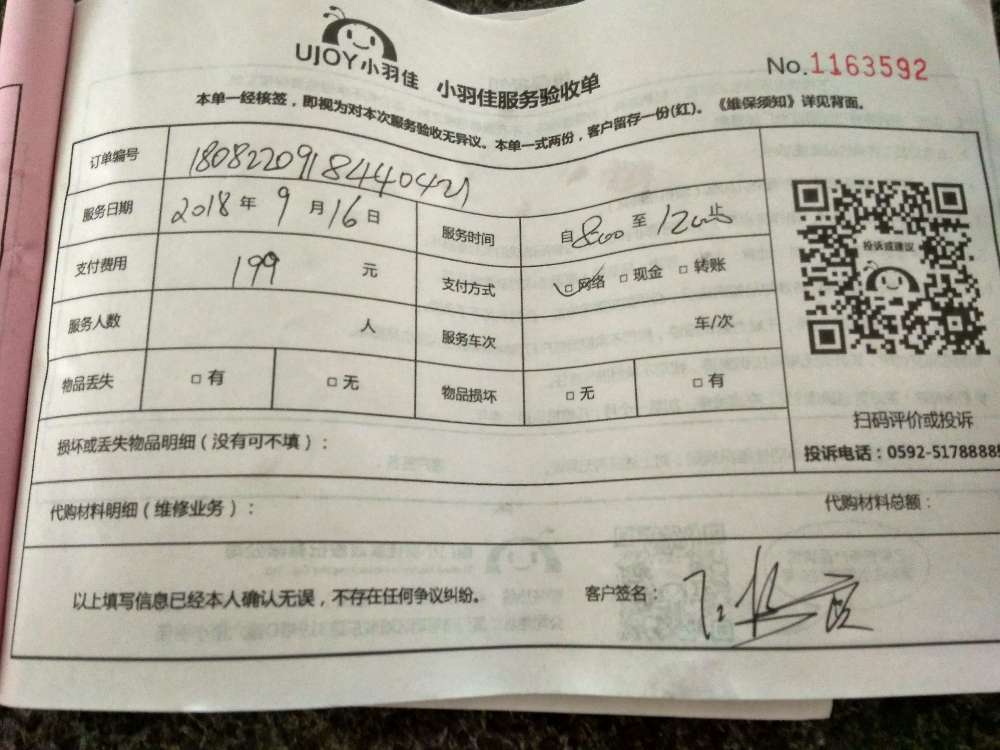 UJOY小羽佳 小羽佳服务验收单 No.1163592
本单一经核签，即视为对本次服务验收无异议。本单一式两份，客户留存一份(红)。《维保须知》详见背面。
订单编号
服务日期 2018 年 9 月 16 日 服务时间 自 800 至 1200 止
支付费用 199 元 支付方式 □网络 □现金 □转账
服务人数 人 服务车次 车/次
物品丢失 □有 □无 物品损坏 □无 □有
投诉或建议
扫码评价或投诉
损坏或丢失物品明细（没有可不填）：
投诉电话：0592-5178888
代购材料明细（维修业务）： 代购材料总额：
以上填写信息已经本人确认无误，不存在任何争议纠纷。 客户签名：